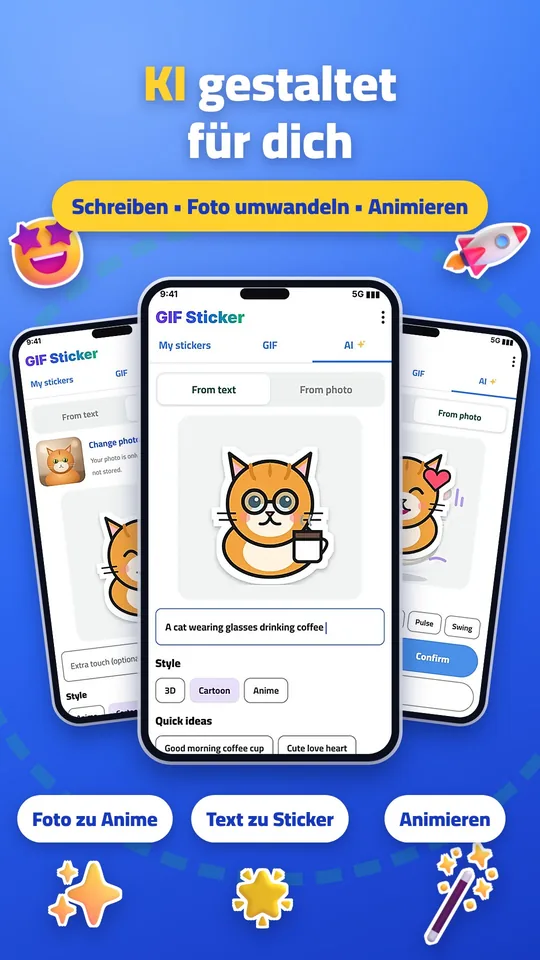 KI gestaltet
für dich
Schreiben • Foto umwandeln • Animieren
9:41
GIF Sticker
My stickers
GIF
From text
Change photo
Your photo is only
not stored.
Extra touch (optional
Style
Anime
9:41
5G
GIF Sticker
My stickers
GIF
AI
From text
From photo
A cat wearing glasses drinking coffee
Style
3D
Cartoon
Anime
Quick ideas
Good morning coffee cup
Cute love heart
5G
GIF
AI
From photo
Pulse
Swing
Confirm
Foto zu Anime
Text zu Sticker
Animieren